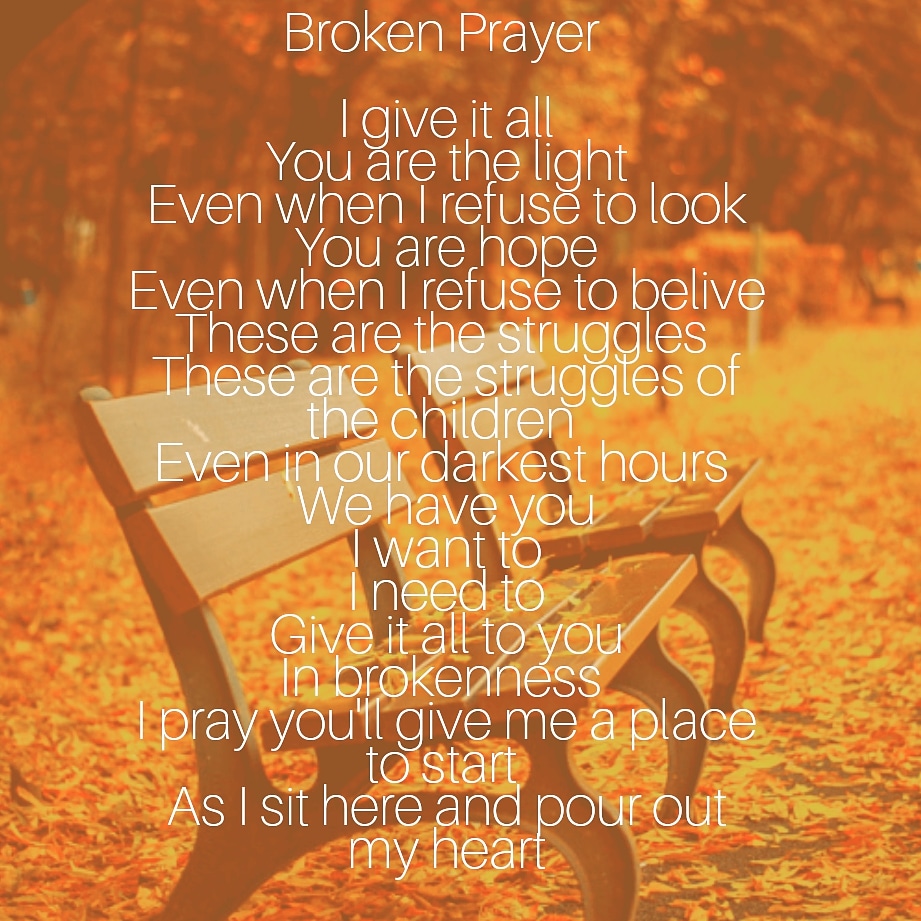 Broken Prayer
I give it all
You are the light
Even when I refuse to look
You are hope
Even when I refuse to belive
These are the struggles
These are the struggles of
the children
Even in our darkest hours
We have you
I want to
I need to
Give it all to you
In brokenness
I pray you'll give me a place
to start
As I sit here and pour out
my heart